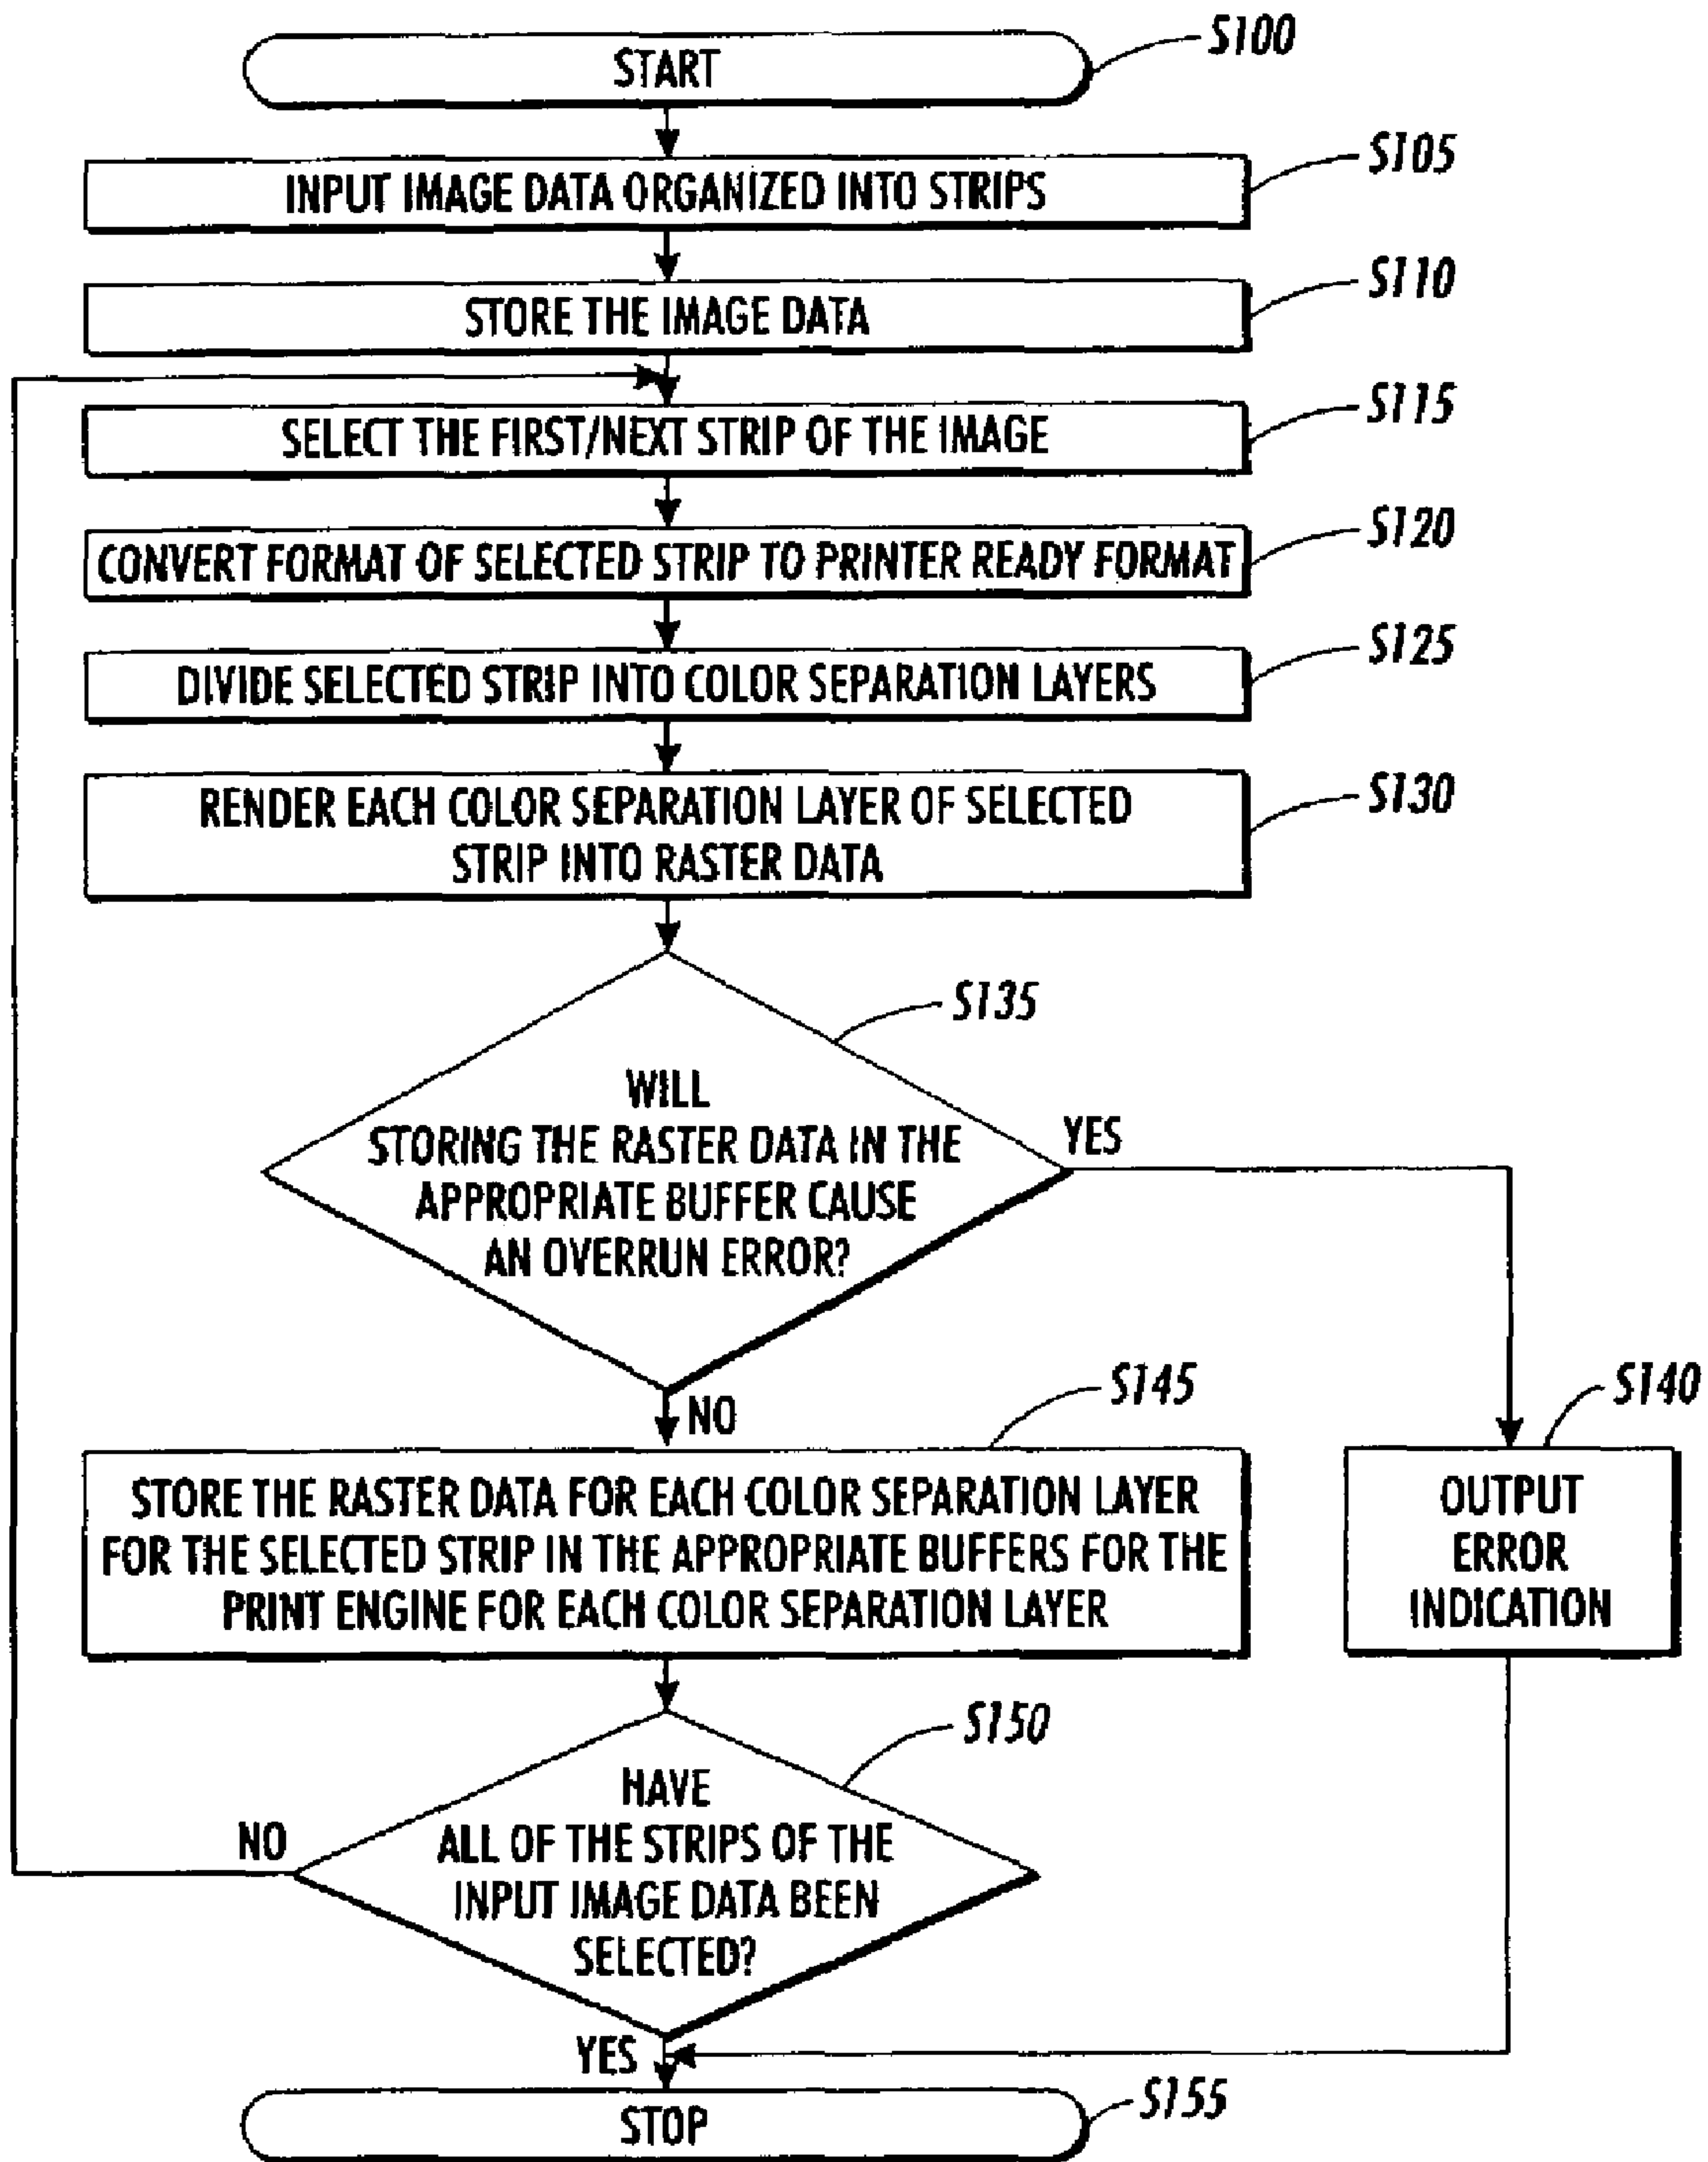 START
S100
INPUT IMAGE DATA ORGANIZED INTO STRIPS
S105
STORE THE IMAGE DATA
S110
SELECT THE FIRST/NEXT STRIP OF THE IMAGE
S115
CONVERT FORMAT OF SELECTED STRIP TO PRINTER READY FORMAT
S120
DIVIDE SELECTED STRIP INTO COLOR SEPARATION LAYERS
S125
RENDER EACH COLOR SEPARATION LAYER OF SELECTED
STRIP INTO RASTER DATA
S130
S135
WILL
STORING THE RASTER DATA IN THE
APPROPRIATE BUFFER CAUSE
AN OVERRUN ERROR?
YES
NO
S145
STORE THE RASTER DATA FOR EACH COLOR SEPARATION LAYER
FOR THE SELECTED STRIP IN THE APPROPRIATE BUFFERS FOR THE
PRINT ENGINE FOR EACH COLOR SEPARATION LAYER
S140
OUTPUT
ERROR
INDICATION
S150
HAVE
ALL OF THE STRIPS OF THE
INPUT IMAGE DATA BEEN
SELECTED?
NO
YES
STOP
S155